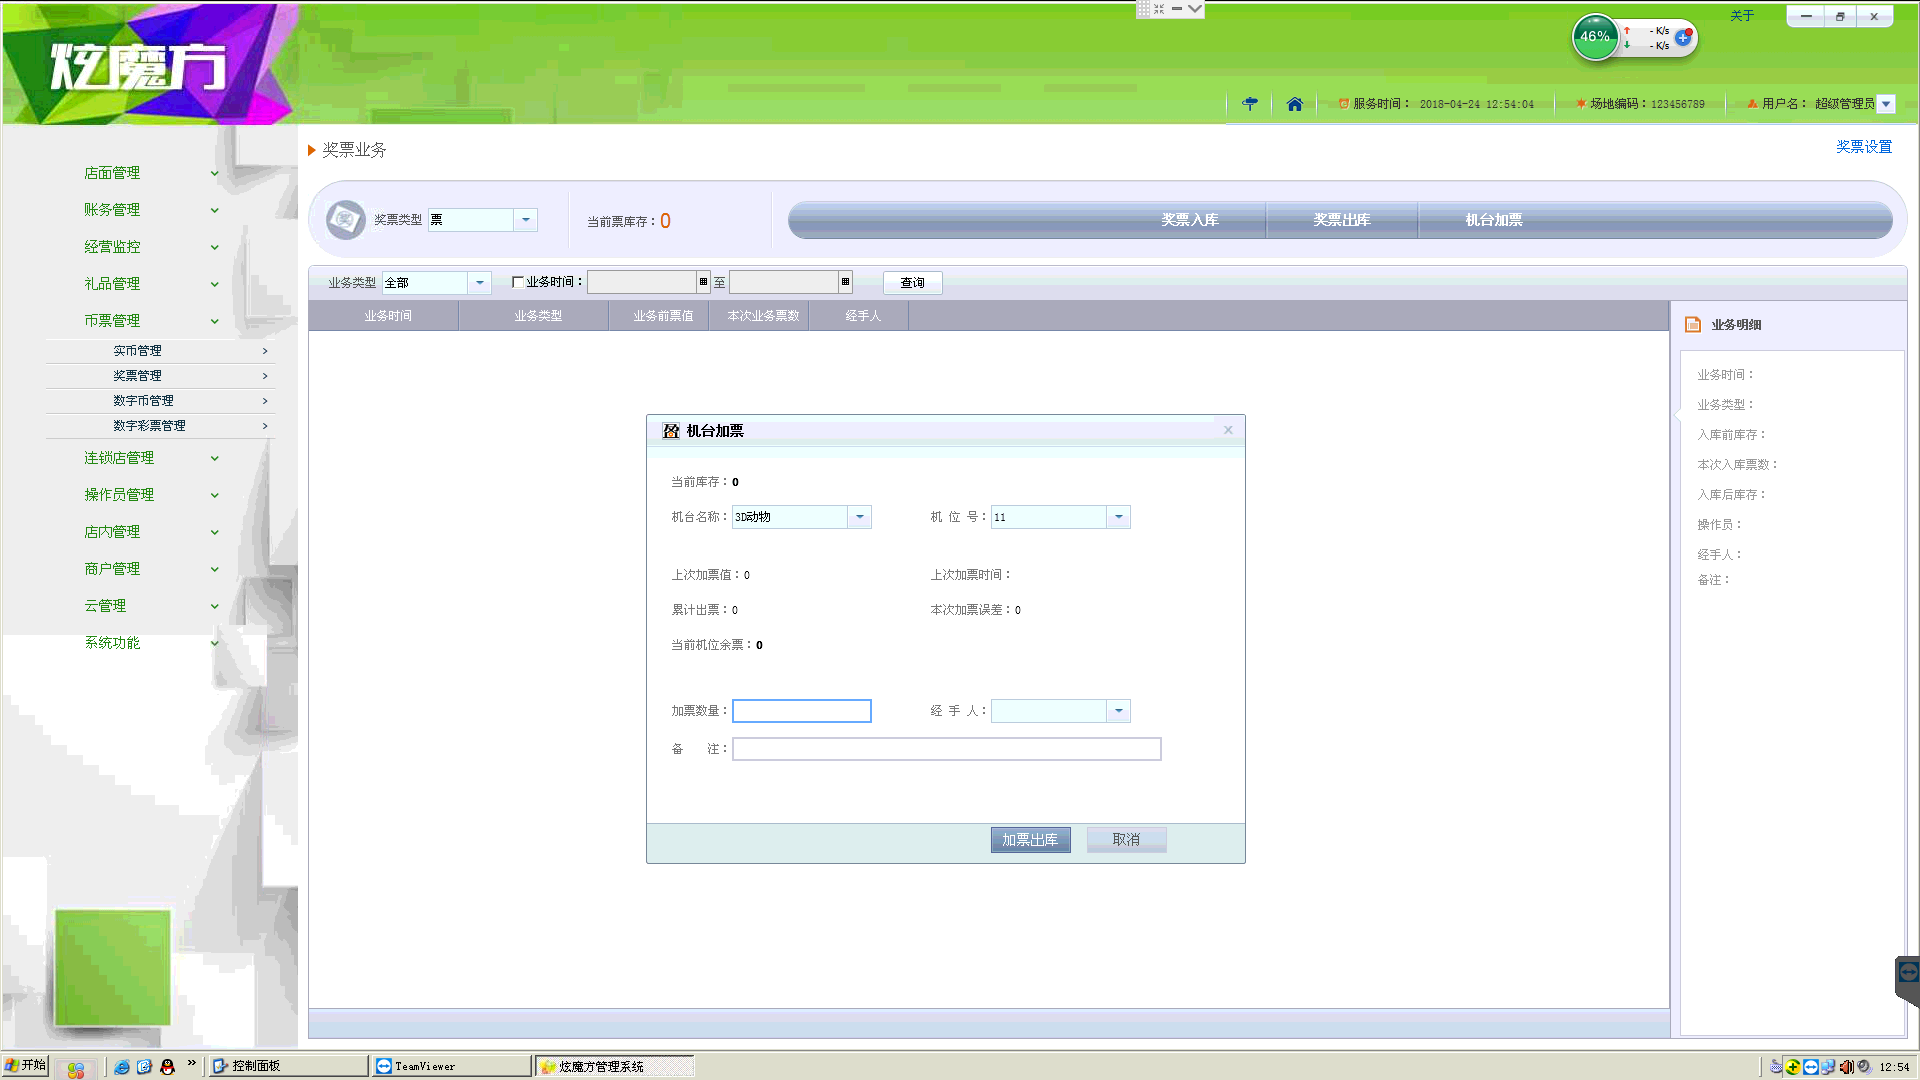 炫魔方
关于
46%
- K/s
- K/s
服务时间： 2018-04-24 12:54:04
场地编码：123456789
用户名： 超级管理员
店面管理
账务管理
经营监控
礼品管理
币票管理
实币管理
奖票管理
数字币管理
数字彩票管理
连锁店管理
操作员管理
店内管理
商户管理
云管理
系统功能
奖票业务
奖票设置
奖票类型 票
当前票库存：0
奖票入库 奖票出库 机台加票
业务类型 全部 业务时间： 至 查询
业务时间 业务类型 业务前票值 本次业务票数 经手人
业务明细
业务时间：
业务类型：
入库前库存：
本次入库票数：
入库后库存：
操作员：
经手人：
备注：
机台加票
当前库存：0
机台名称：3D动物 机 位 号：11
上次加票值：0 上次加票时间：
累计出票：0 本次加票误差：0
当前机位余票：0
加票数量： 经 手 人：
备 注：
加票出库 取消
开始 控制面板 TeamViewer 炫魔方管理系统 12:54